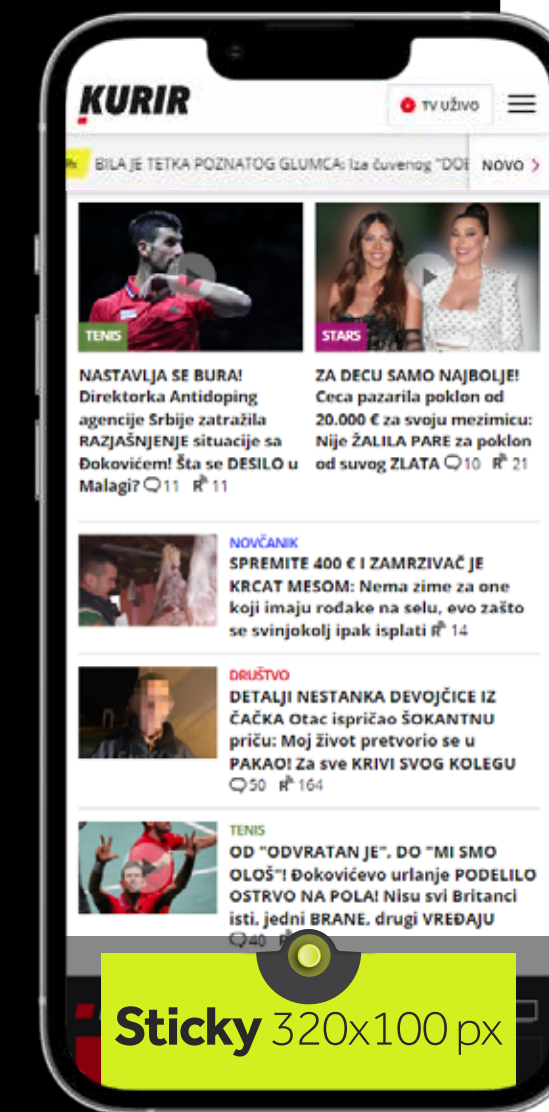 KURIR
TV UŽIVO
BILA JE TETKA POZNATOG GLUMCA: Iza čuvenog "DOB
NOVO
TENIS
NASTAVLJA SE BURA!
Direktorka Antidoping
agencije Srbije zatražila
RAZJAŠNJENJE situacije sa
Đokovićem! Šta se DESILO u
Malagi? 11 11
STARS
ZA DECU SAMO NAJBOLJE!
Ceca pazarila poklon od
20.000 € za svoju mezimicu:
Nije ŽALILA PARE za poklon
od suvog ZLATA 10 21
NOVČANIK
SPREMITE 400 € I ZAMRZIVAČ JE
KRCAT MESOM: Nema zime za one
koji imaju rođake na selu, evo zašto
se svinjokolj ipak isplati 14
DRUŠTVO
DETALJI NESTANKA DEVOJČICE IZ
ČAČKA Otac ispričao ŠOKANTNU
priču: Moj život pretvorio se u
PAKAO! Za sve KRIVI SVOG KOLEGU
50 164
TENIS
OD "ODVRATAN JE", DO "MI SMO
OLOŠ"! Đokovićevo urlanje PODELILO
OSTRVO NA POLA! Nisu svi Britanci
isti, jedni BRANE, drugi VREĐAJU
40
Sticky 320x100 px